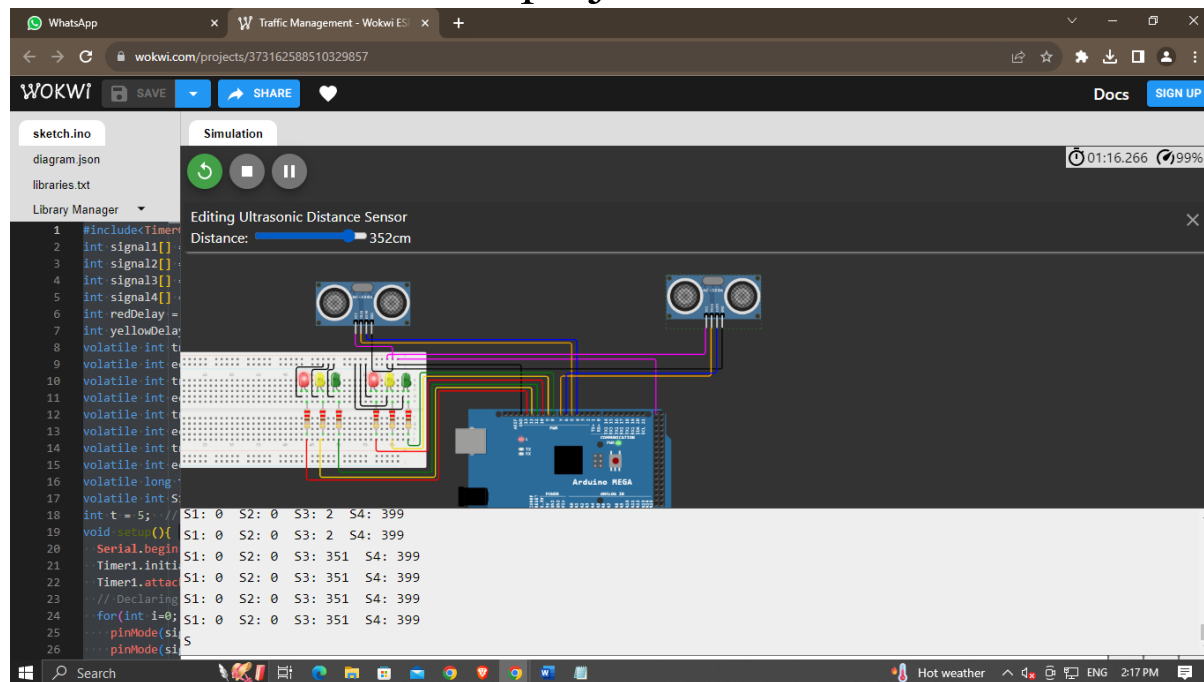 WhatsApp
Traffic Management - Wokwi ES
wokwi.com/projects/373162588510329857
WOKWI SAVE SHARE Docs SIGN UP
sketch.ino Simulation
diagram.json 01:16.266 99%
libraries.txt
Library Manager
Editing Ultrasonic Distance Sensor
Distance: 352cm
1 #include<Timer
2 int signal1[] =
3 int signal2[] =
4 int signal3[]
5 int signal4[]
6 int redDelay =
7 int yellowDela
8 volatile int t
9 volatile int e
10 volatile int t
11 volatile int e
12 volatile int t
13 volatile int e
14 volatile int t
15 volatile int e
16 volatile long
17 volatile int S
18 int t = 5; //
19 void setup(){
20 Serial.begin
21 Timer1.initi
22 Timer1.attac
23 // Declaring
24 for(int i=0;
25 pinMode(si
26 pinMode(si
Arduino MEGA
S1: 0 S2: 0 S3: 2 S4: 399
S1: 0 S2: 0 S3: 2 S4: 399
S1: 0 S2: 0 S3: 351 S4: 399
S1: 0 S2: 0 S3: 351 S4: 399
S1: 0 S2: 0 S3: 351 S4: 399
S1: 0 S2: 0 S3: 351 S4: 399
S
Search Hot weather ENG 2:17 PM